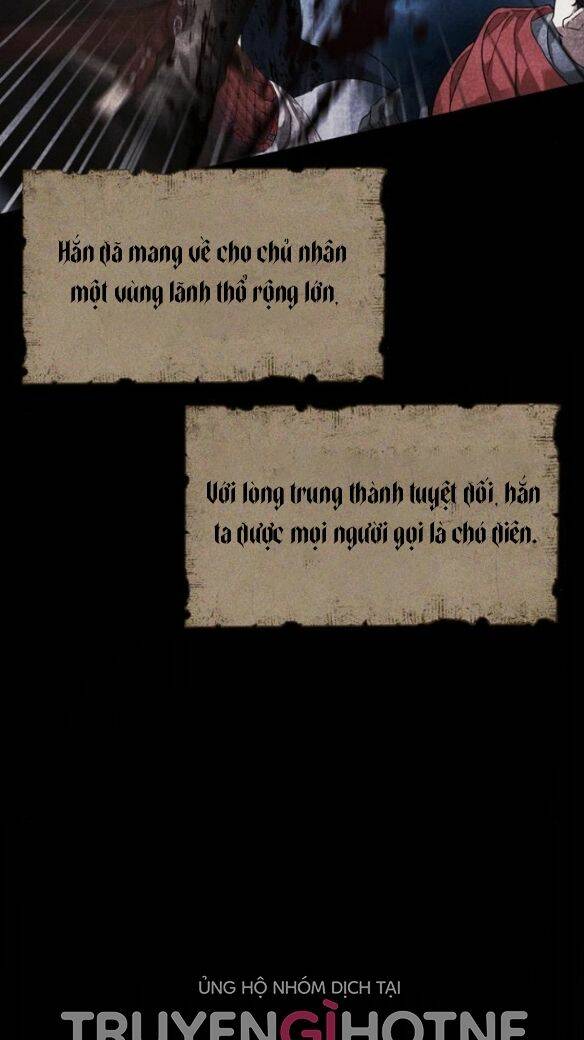 Hắn đã mang về cho chủ nhân
một vùng lãnh thổ rộng lớn.
Với lòng trung thành tuyệt đối, hắn
ta được mọi người gọi là chó điên.
ỦNG HỘ NHÓM DỊCH TẠI
TRUYENGÌHOTNE